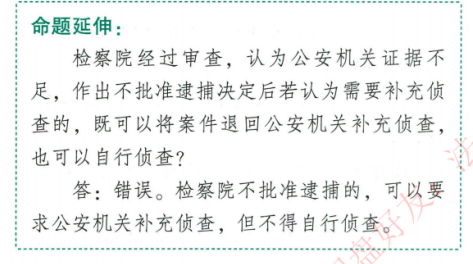 命题延伸：
检察院经过审查，认为公安机关证据不
足，作出不批准逮捕决定后若认为需要补充侦
查的，既可以将案件退回公安机关补充侦查，
也可以自行侦查？
答：错误。检察院不批准逮捕的，可以要
求公安机关补充侦查，但不得自行侦查。
盘好友
法